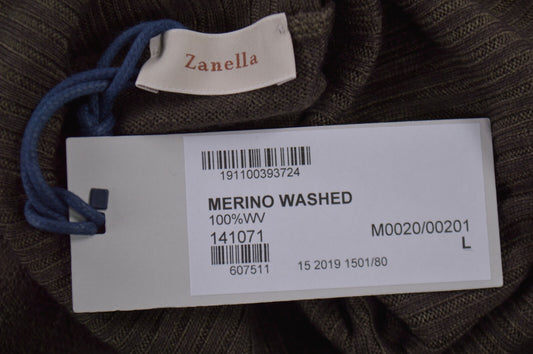 Zanella
191100393724
MERINO WASHED
100%WV
141071
M0020/00201
L
607511
15 2019 1501/80